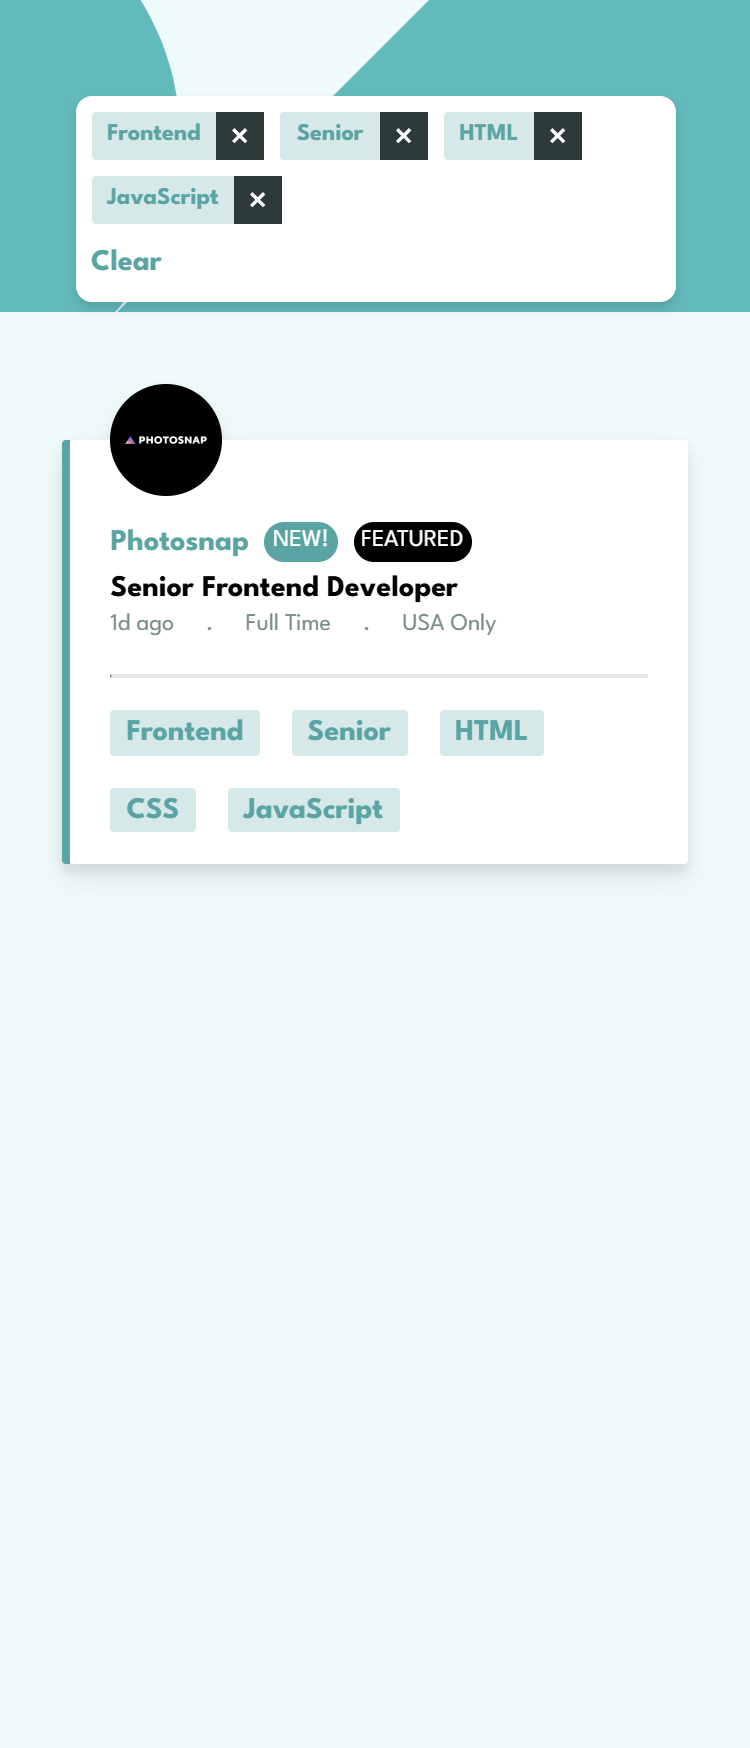 Frontend × Senior × HTML ×
JavaScript ×
Clear
PHOTOSNAP
Photosnap NEW! FEATURED
Senior Frontend Developer
1d ago . Full Time . USA Only
Frontend Senior HTML
CSS JavaScript